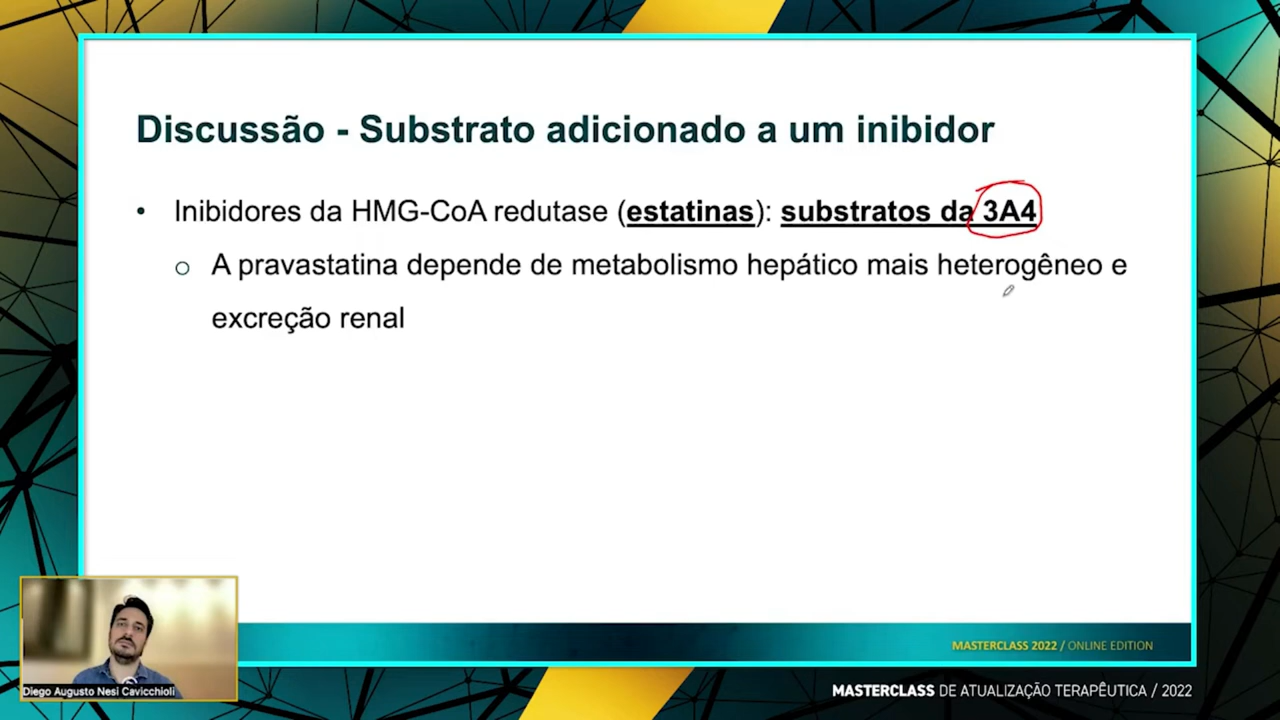 Discussão - Substrato adicionado a um inibidor
• Inibidores da HMG-CoA redutase (estatinas): substratos da 3A4
o A pravastatina depende de metabolismo hepático mais heterogêneo e
excreção renal
MASTERCLASS 2022 / ONLINE EDITION
Diego Augusto Nesi Cavicchioli
MASTERCLASS DE ATUALIZAÇÃO TERAPÊUTICA / 2022